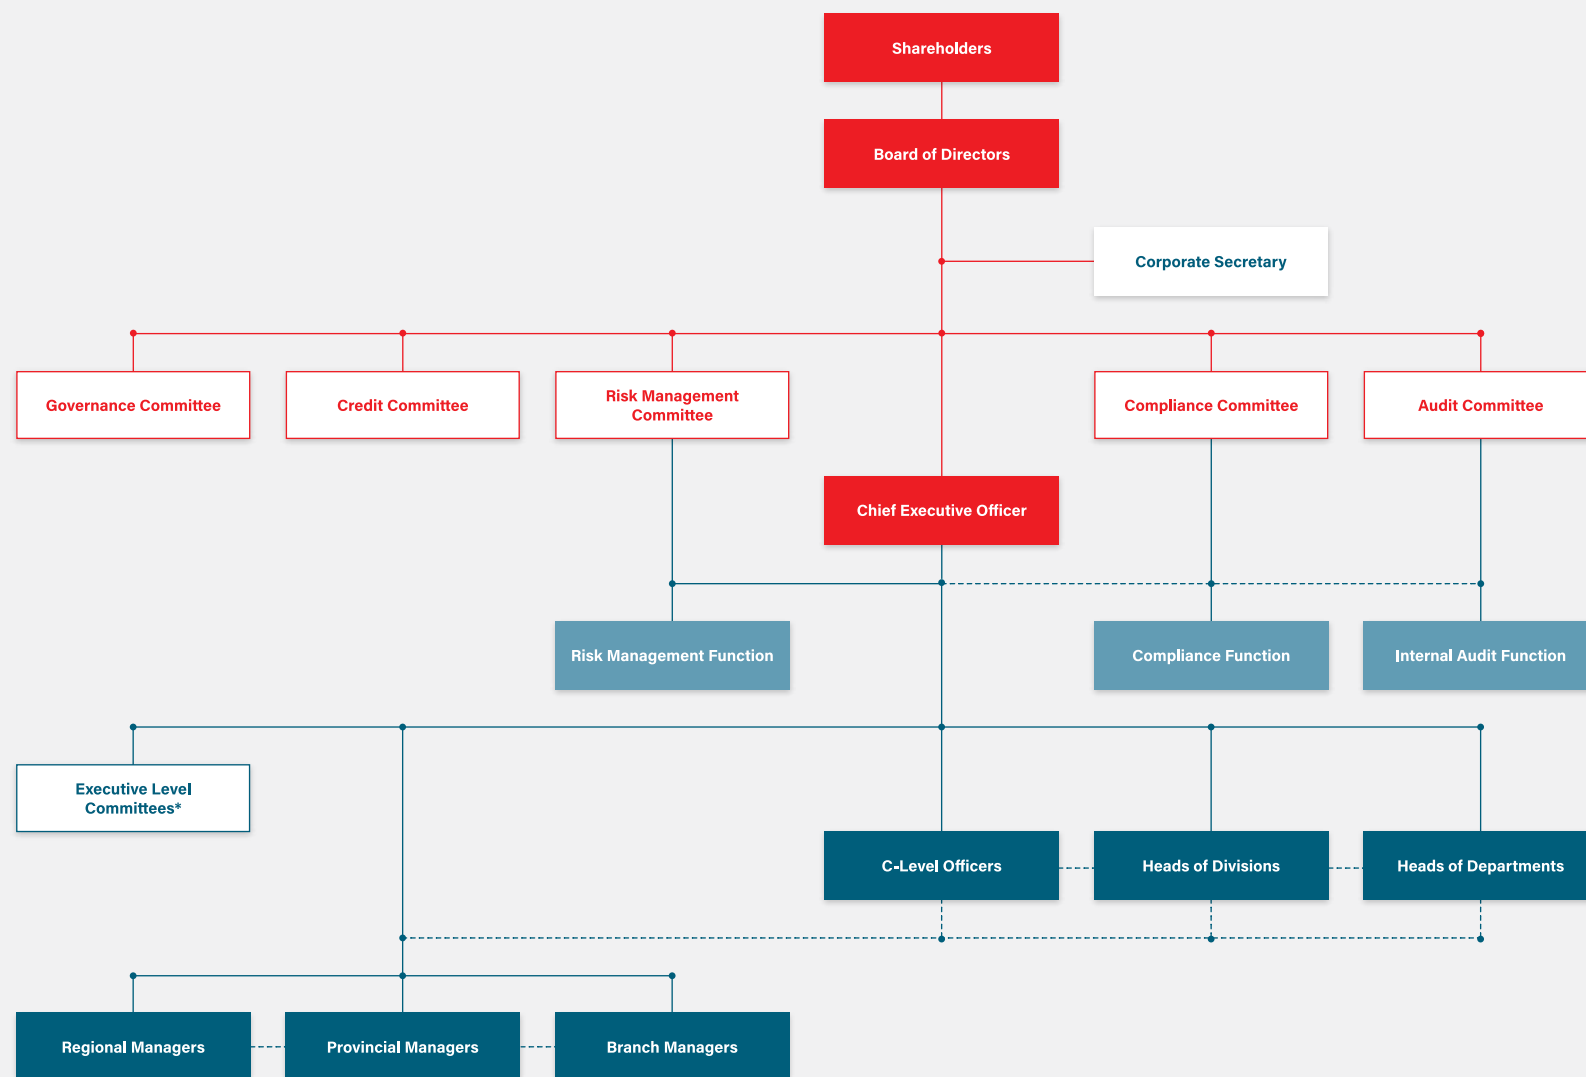 Shareholders
Board of Directors
Corporate Secretary
Governance Committee
Credit Committee
Risk Management
Committee
Compliance Committee
Audit Committee
Chief Executive Officer
Risk Management Function
Compliance Function
Internal Audit Function
Executive Level
Committees*
C-Level Officers
Heads of Divisions
Heads of Departments
Regional Managers
Provincial Managers
Branch Managers